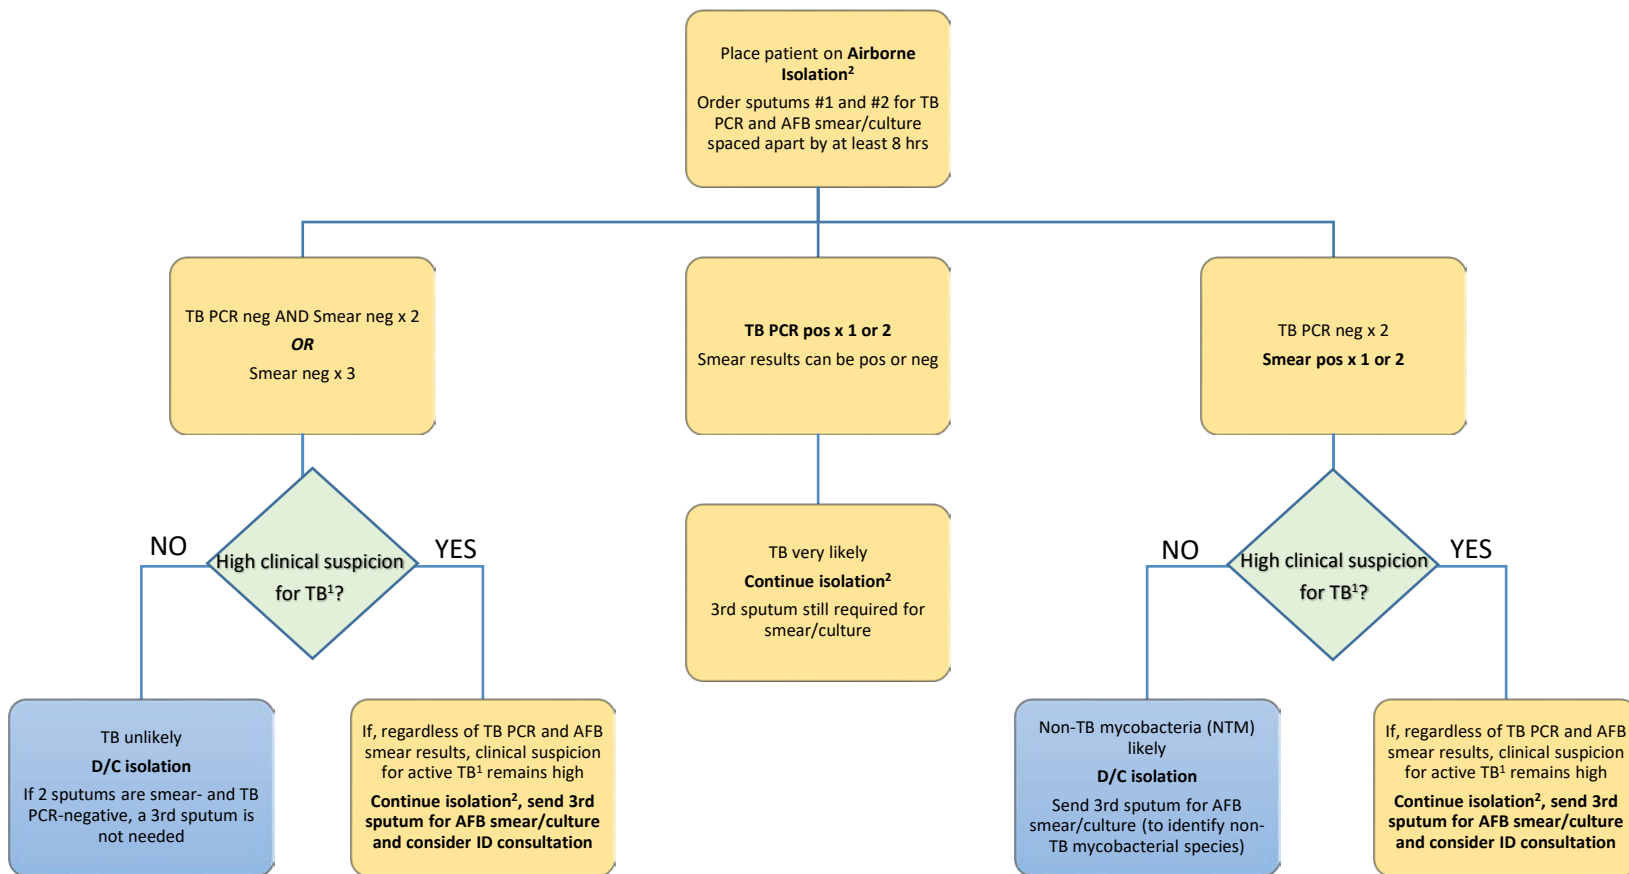 Place patient on Airborne
Isolation2
Order sputums #1 and #2 for TB
PCR and AFB smear/culture
spaced apart by at least 8 hrs
TB PCR neg AND Smear neg x 2
OR
Smear neg x 3
TB PCR pos x 1 or 2
Smear results can be pos or neg
TB PCR neg x 2
Smear pos x 1 or 2
NO
High clinical suspicion
for TB1?
YES
TB very likely
Continue isolation2
3rd sputum still required for
smear/culture
NO
High clinical suspicion
for TB1?
YES
TB unlikely
D/C isolation
If 2 sputums are smear- and TB
PCR-negative, a 3rd sputum is
not needed
If, regardless of TB PCR and AFB
smear results, clinical suspicion
for active TB1 remains high
Continue isolation2, send 3rd
sputum for AFB smear/culture
and consider ID consultation
Non-TB mycobacteria (NTM)
likely
D/C isolation
Send 3rd sputum for AFB
smear/culture (to identify non-
TB mycobacterial species)
If, regardless of TB PCR and AFB
smear results, clinical suspicion
for active TB1 remains high
Continue isolation2, send 3rd
sputum for AFB smear/culture
and consider ID consultation